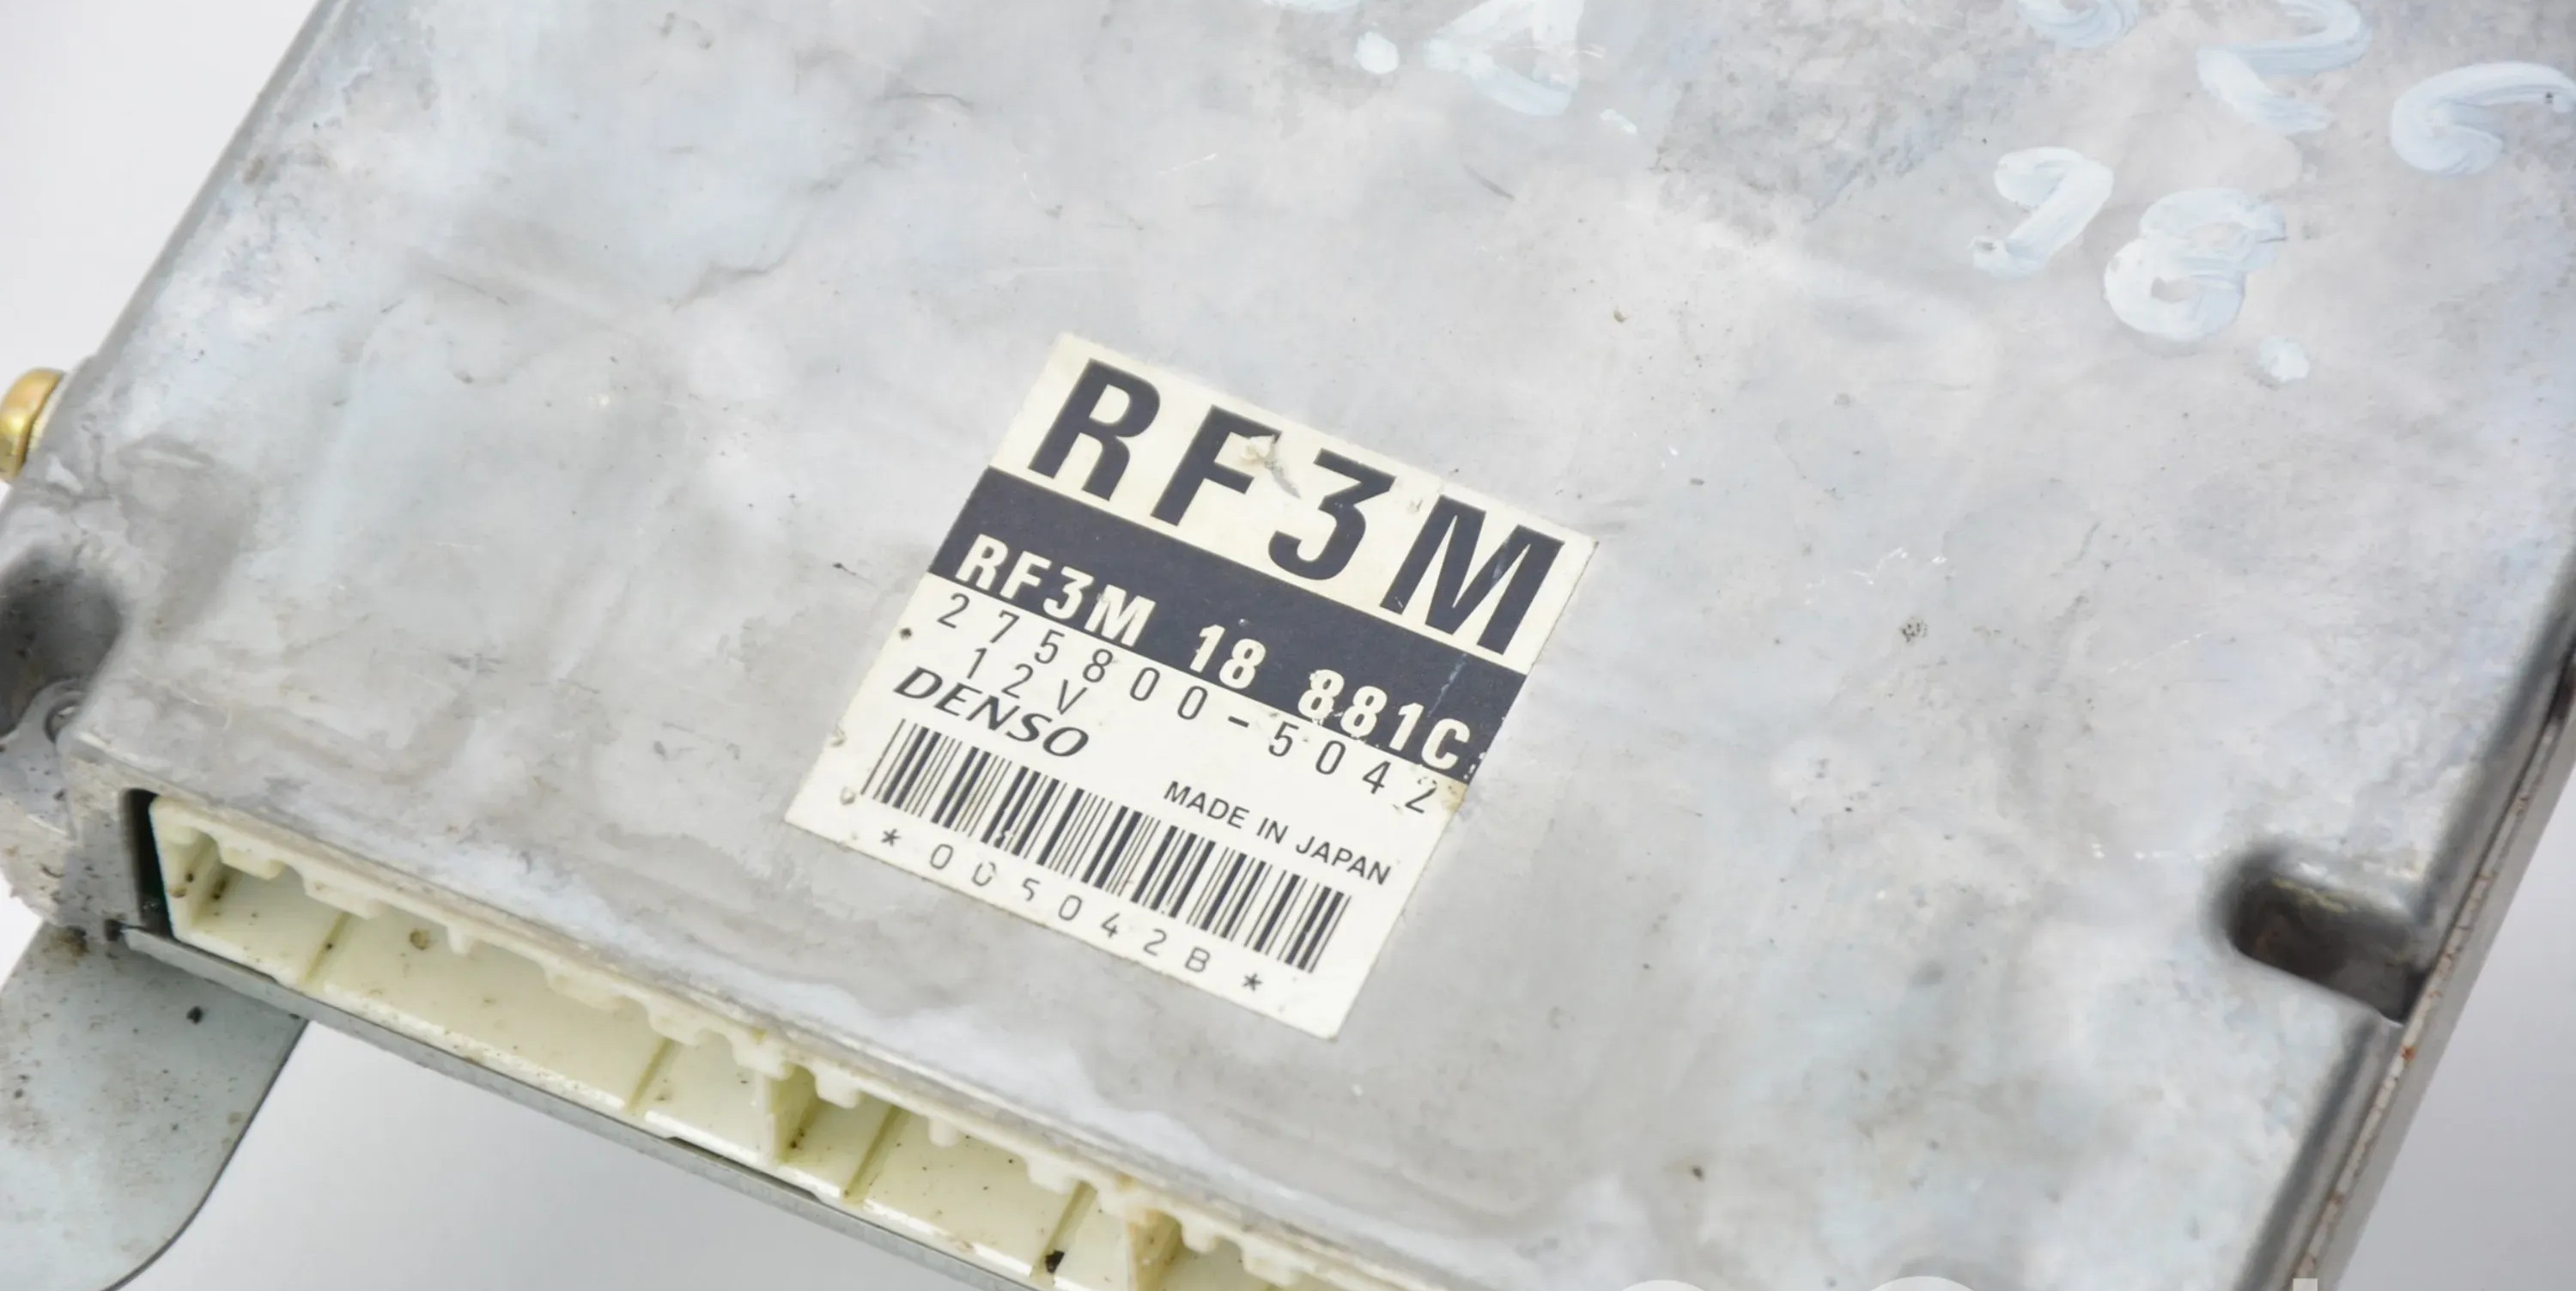 98.
RF3M
RF3M 18 881C
275800-5042
12V
DENSO
MADE IN JAPAN
*005042B*